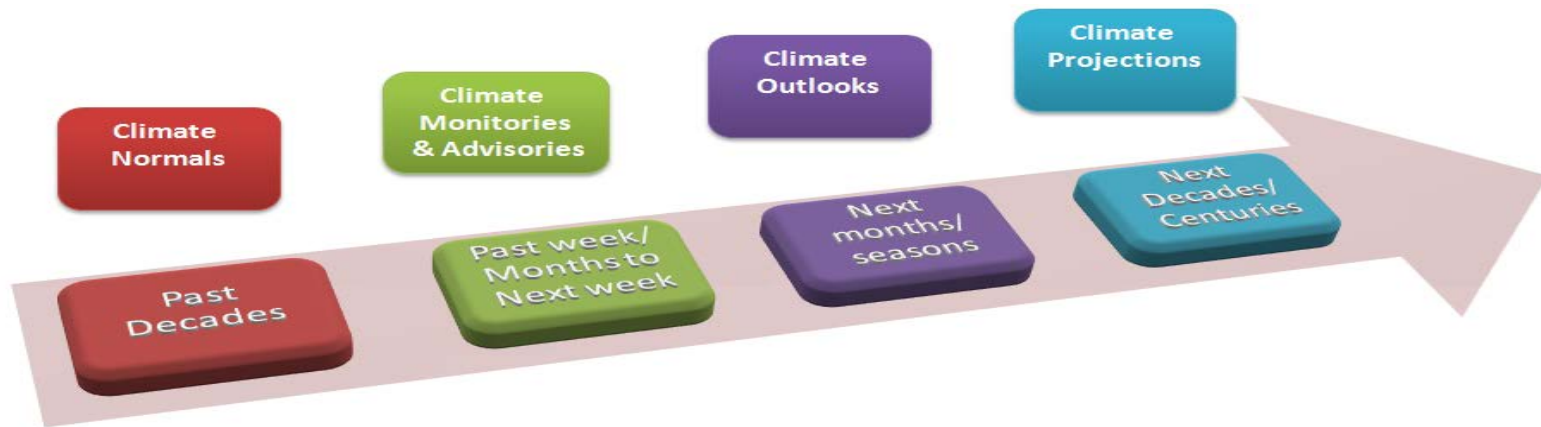 Climate
Normals
Climate
Monitories
& Advisories
Climate
Outlooks
Climate
Projections
Past
Decades
Past week/
Months to
Next week
Next
months/
seasons
Next
Decades/
Centuries